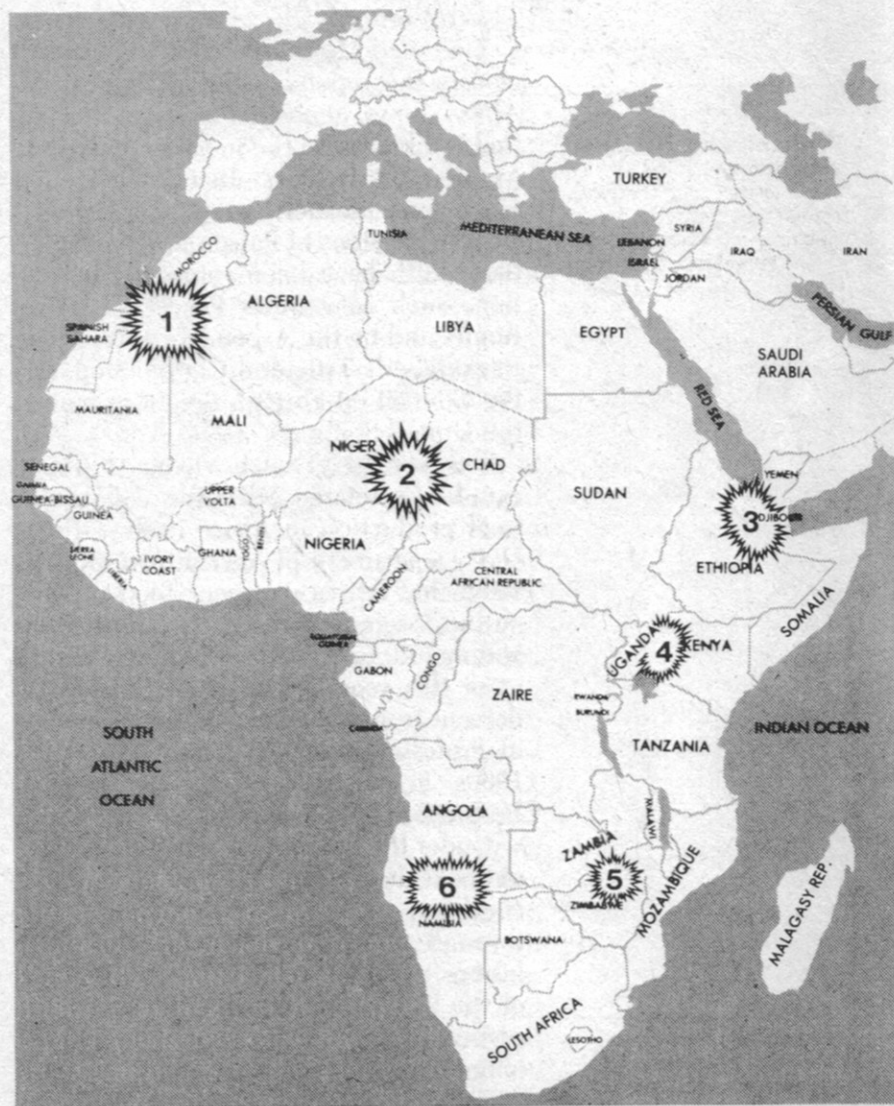 TURKEY
MEDITERRANEAN SEA
SYRIA
LEBANON
ISRAEL
IRAQ
IRAN
JORDAN
PERSIAN GULF
TUNISIA
MOROCCO
ALGERIA
LIBYA
EGYPT
SAUDI
ARABIA
RED SEA
1
SPANISH
SAHARA
MAURITANIA
MALI
NIGER
2
CHAD
SUDAN
YEMEN
3
DJIBOUTI
ETHIOPIA
SOMALIA
SENEGAL
GAMBIA
GUINEA-BISSAU
GUINEA
SIERRA
LEONE
LIBERIA
IVORY
COAST
UPPER
VOLTA
GHANA
TOGO
BENIN
NIGERIA
CAMEROON
CENTRAL
AFRICAN REPUBLIC
EQUATORIAL
GUINEA
GABON
CONGO
CABINDA
ZAIRE
UGANDA
4
KENYA
RWANDA
BURUNDI
TANZANIA
INDIAN OCEAN
SOUTH
ATLANTIC
OCEAN
ANGOLA
ZAMBIA
MALAWI
MOZAMBIQUE
5
ZIMBABWE
6
NAMIBIA
BOTSWANA
MALAGASY REP.
SOUTH AFRICA
LESOTHO